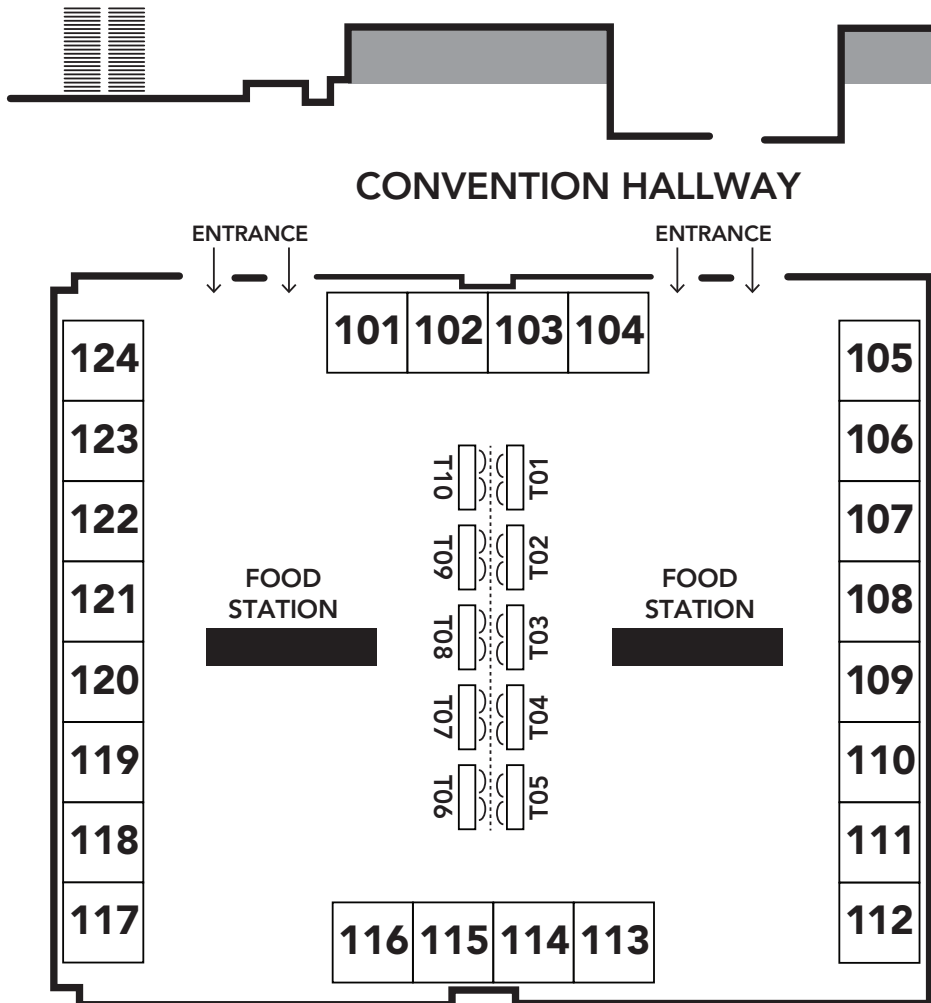 CONVENTION HALLWAY
ENTRANCE
ENTRANCE
101 102 103 104
124
123
122
121
120
119
118
117
105
106
107
108
109
110
111
112
T10
T09
T08
T07
T06
T01
T02
T03
T04
T05
FOOD
STATION
FOOD
STATION
116 115 114 113